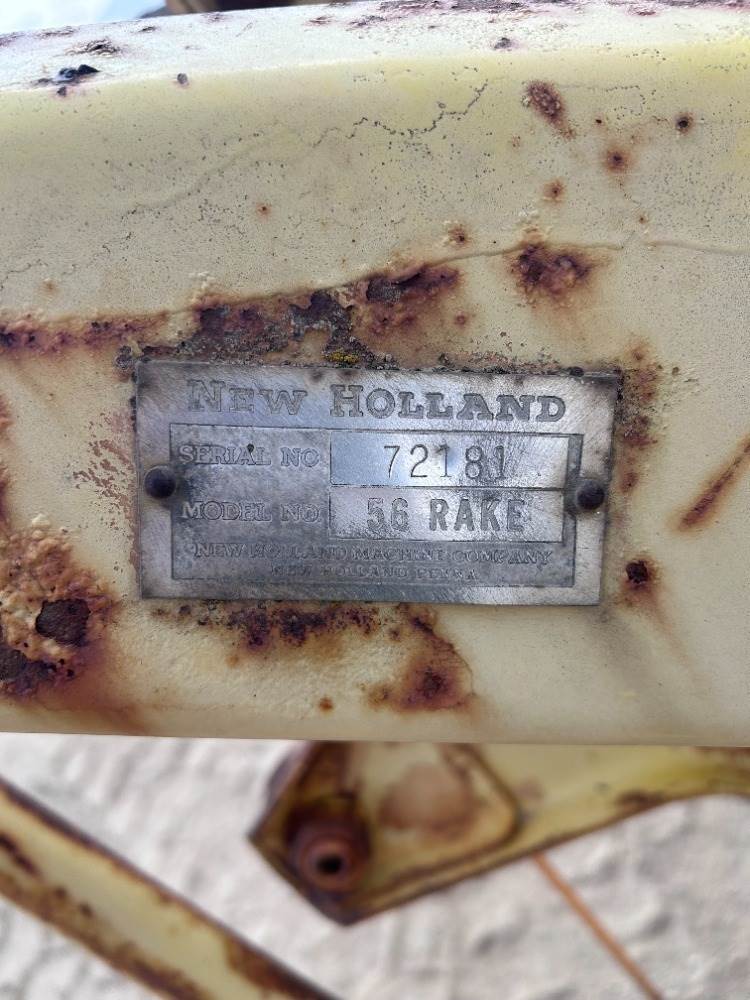 NEW HOLLAND
SERIAL NO 72181
MODEL NO 56 RAKE
NEW HOLLAND MACHINE COMPANY
NEW HOLLAND PENNA